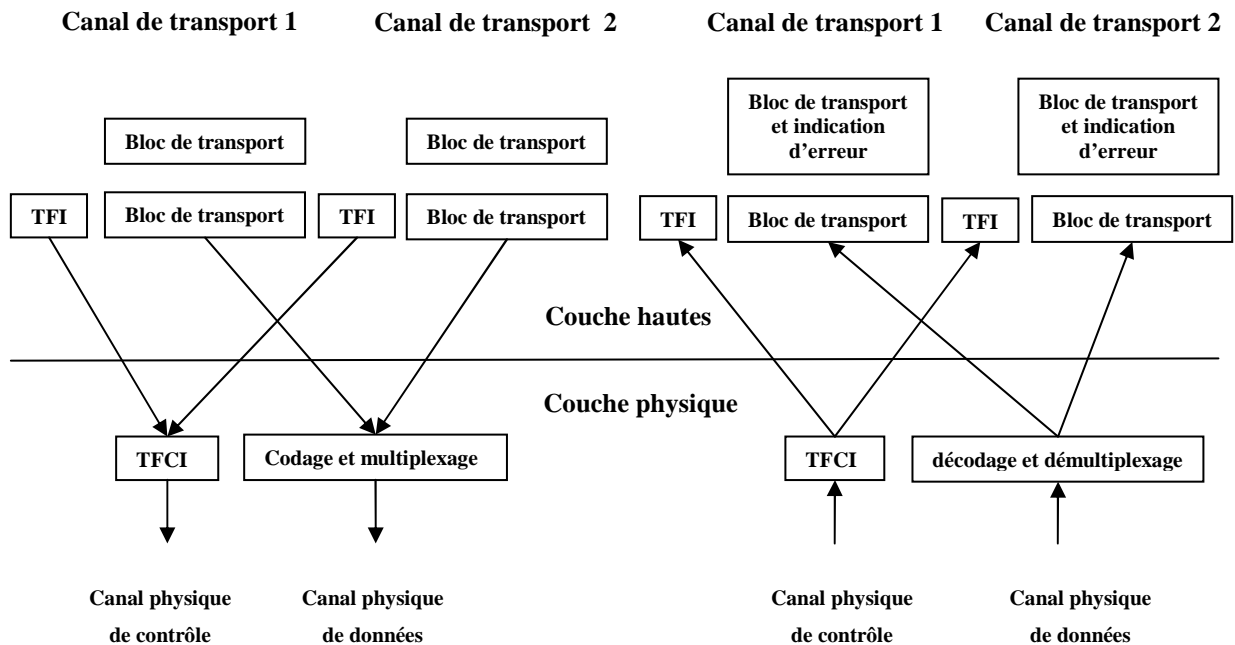 Canal de transport 1
Canal de transport 2
Canal de transport 1
Canal de transport 2
Bloc de transport
Bloc de transport
Bloc de transport
et indication
d'erreur
Bloc de transport
et indication
d'erreur
TFI
Bloc de transport
TFI
Bloc de transport
TFI
Bloc de transport
TFI
Bloc de transport
Couche hautes
Couche physique
TFCI
Codage et multiplexage
TFCI
décodage et démultiplexage
Canal physique
de contrôle
Canal physique
de données
Canal physique
de contrôle
Canal physique
de données